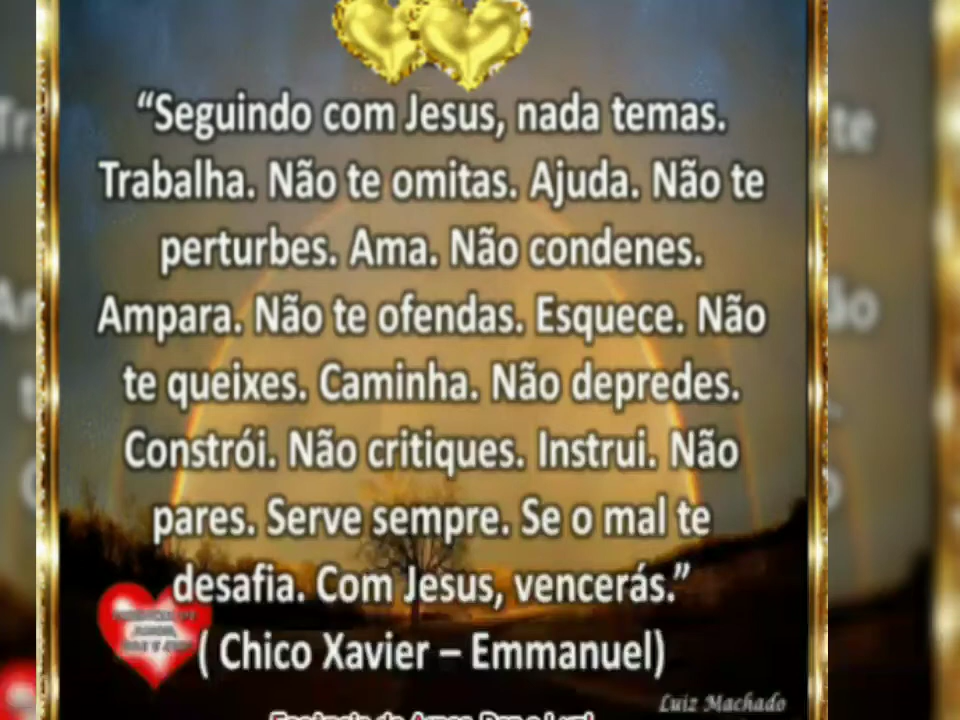 “Seguindo com Jesus, nada temas.
Trabalha. Não te omitas. Ajuda. Não te
perturbes. Ama. Não condenes.
Ampara. Não te ofendas. Esquece. Não
te queixes. Caminha. Não depredes.
Constrói. Não critiques. Instrui. Não
pares. Serve sempre. Se o mal te
desafia. Com Jesus, vencerás.”
( Chico Xavier – Emmanuel)
Luiz Machado